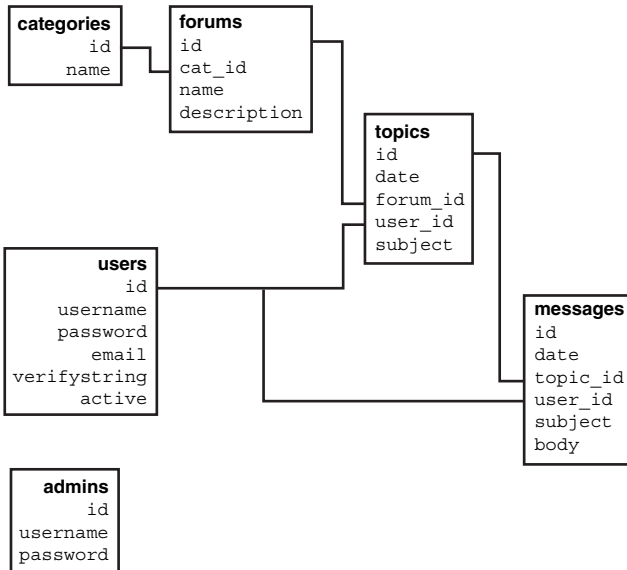 categories
id
name
forums
id
cat_id
name
description
topics
id
date
forum_id
user_id
subject
users
id
username
password
email
verifystring
active
messages
id
date
topic_id
user_id
subject
body
admins
id
username
password